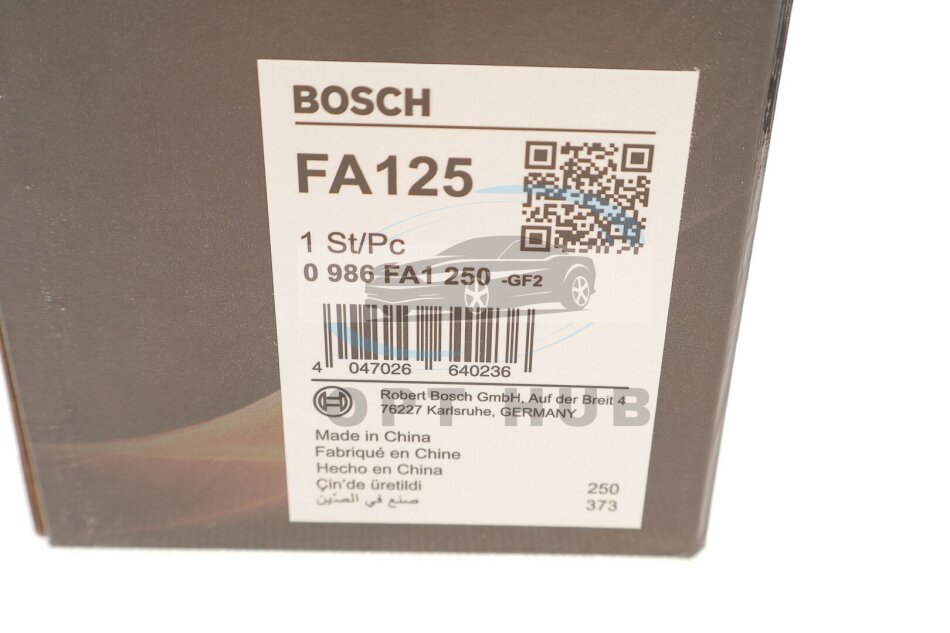 BOSCH
FA125
1 St/Pc
0 986 FA1 250 -GF2
4 047026 640236
Robert Bosch GmbH, Auf der Breit 4
76227 Karlsruhe, GERMANY
OPT HUB
Made in China
Fabriqué en Chine
Hecho en China
Çin'de üretildi
صنع في الصّين
250
373